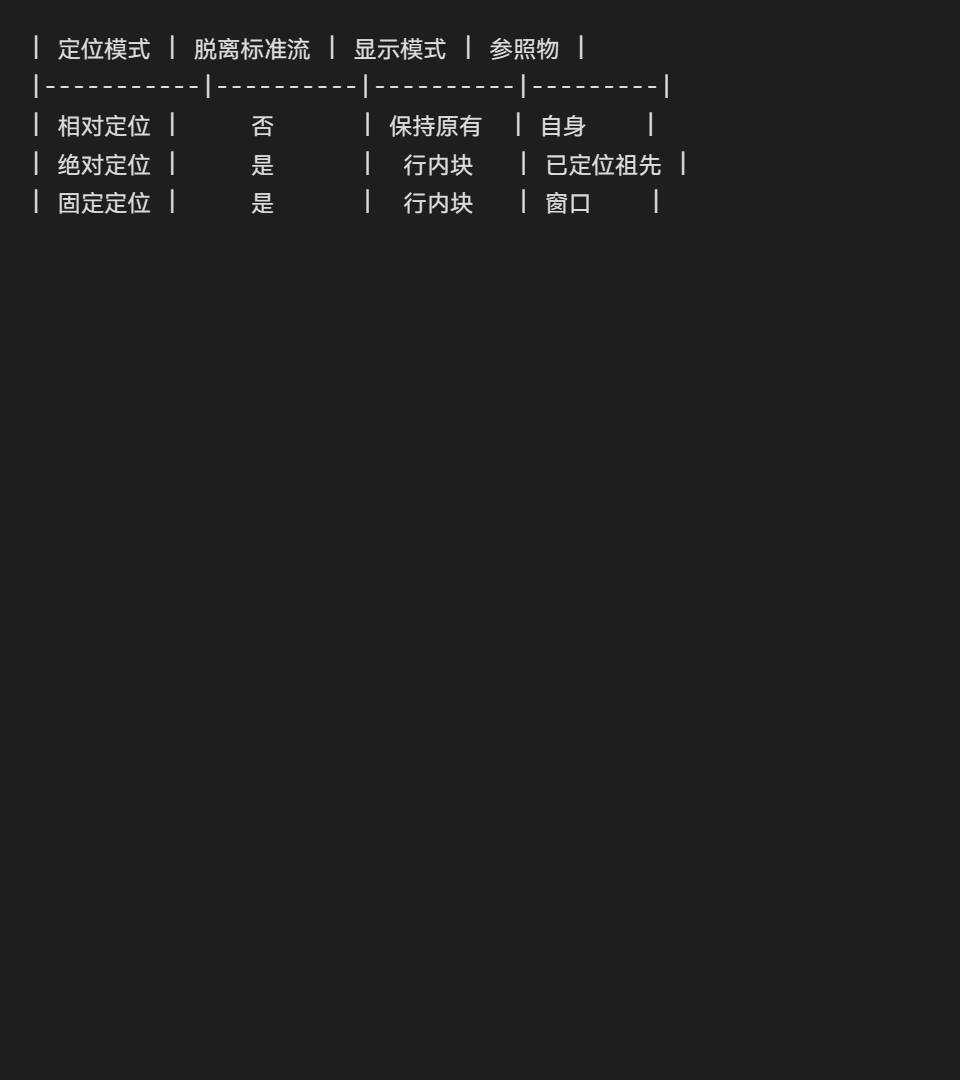 | 定位模式 | 脱离标准流 | 显示模式 | 参照物 |
|-----------|----------|----------|---------|
| 相对定位 |     否      | 保持原有  | 自身    |
| 绝对定位 |     是      |  行内块   | 已定位祖先 |
| 固定定位 |     是      |  行内块   | 窗口    |